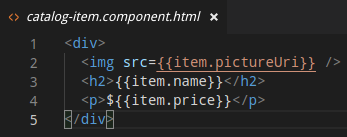 <> catalog-item.component.html ×
1 <div>
2 <img src={{item.pictureUri}} />
3 <h2>{{item.name}}</h2>
4 <p>${{item.price}}</p>
5 </div>